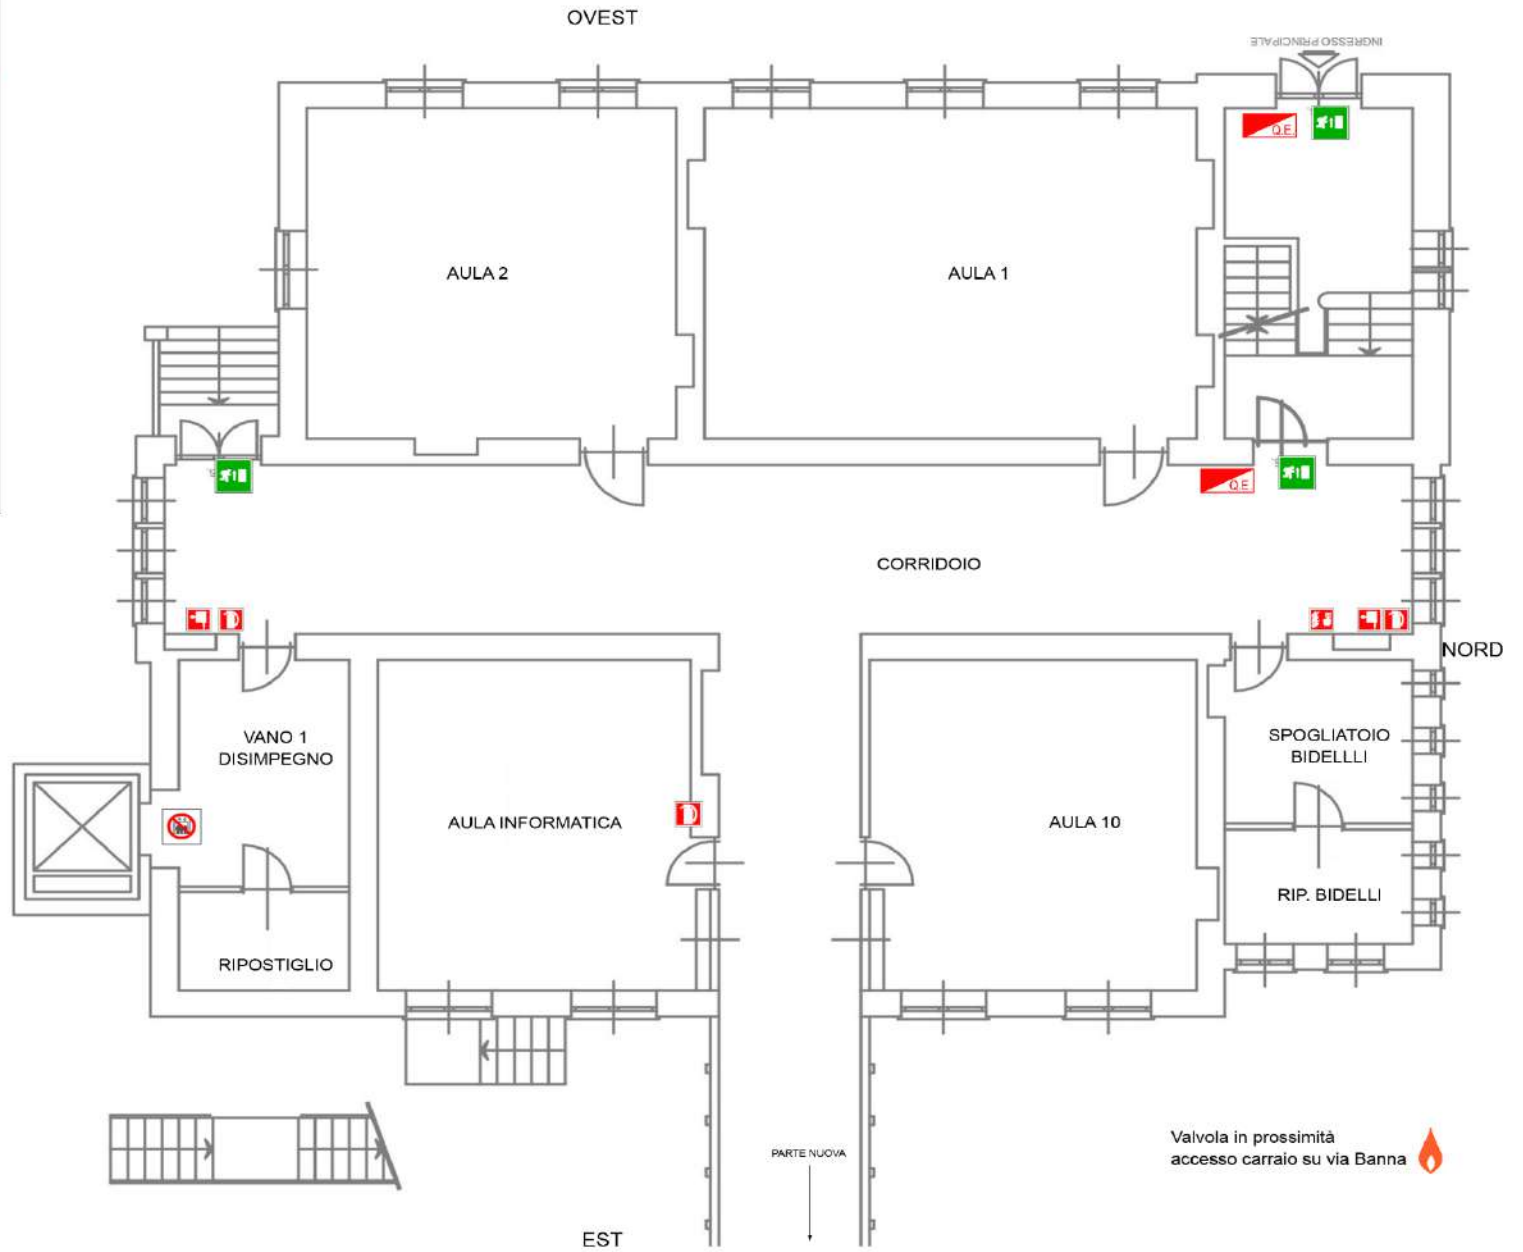 OVEST
INGRESSO PRINCIPALE
Q.E.
AULA 2
AULA 1
Q.E
CORRIDOIO
NORD
VANO 1
DISIMPEGNO
SPOGLIATOIO
BIDELLLI
AULA INFORMATICA
AULA 10
RIP. BIDELLI
RIPOSTIGLIO
PARTE NUOVA
Valvola in prossimità
accesso carraio su via Banna
EST